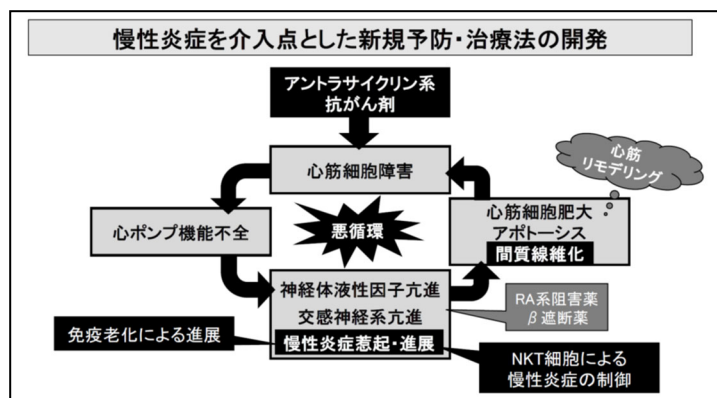 慢性炎症を介入点とした新規予防・治療法の開発
アントラサイクリン系
抗がん剤
心筋
リモデリング
心筋細胞障害
心ポンプ機能不全
悪循環
心筋細胞肥大
アポトーシス
間質線維化
神経体液性因子亢進
交感神経系亢進
慢性炎症惹起・進展
RA系阻害薬
β遮断薬
免疫老化による進展
NKT細胞による
慢性炎症の制御